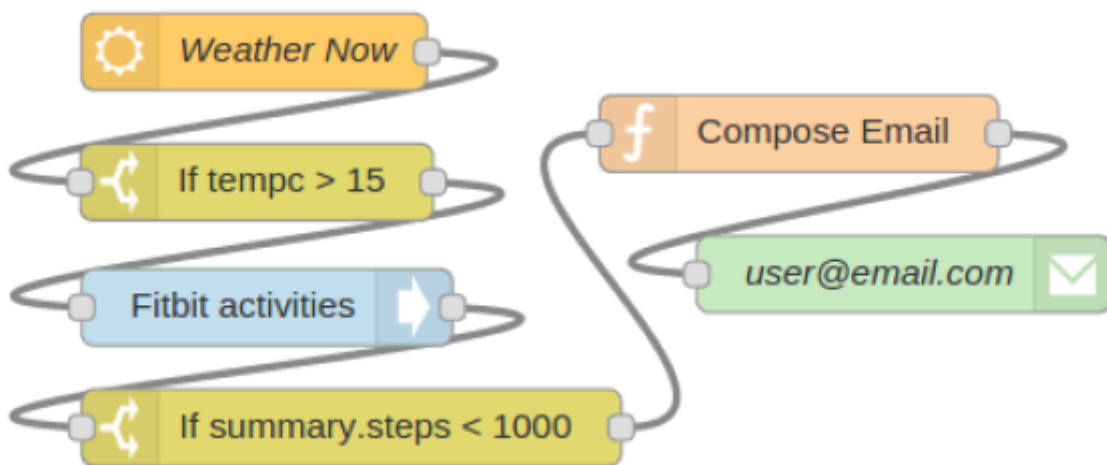 Weather Now
If tempc > 15
Fitbit activities
If summary.steps < 1000
Compose Email
user@email.com